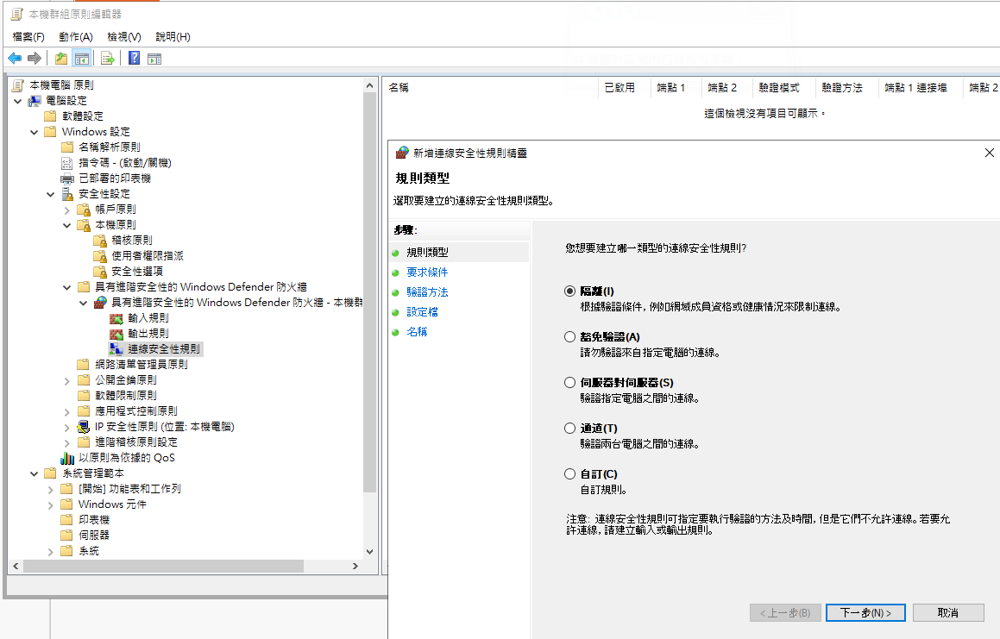 本機群組原則編輯器
檔案(F) 動作(A) 檢視(V) 說明(H)
本機電腦 原則
電腦設定
軟體設定
Windows 設定
名稱解析原則
指令碼 - (啟動/關機)
已部署的印表機
安全性設定
帳戶原則
本機原則
稽核原則
使用者權限指派
安全性選項
具有進階安全性的 Windows Defender 防火牆
具有進階安全性的 Windows Defender 防火牆 - 本機群
輸入規則
輸出規則
連線安全性規則
網路清單管理員原則
公開金鑰原則
軟體限制原則
應用程式控制原則
IP 安全性原則 (位置: 本機電腦)
進階稽核原則設定
以原則為依據的 QoS
系統管理範本
[開始] 功能表和工作列
Windows 元件
印表機
伺服器
系統
名稱 已啟用 端點 1 端點 2 驗證模式 驗證方法 端點 1 連接埠 端點 2
這個檢視沒有項目可顯示。
新增連線安全性規則精靈
規則類型
選取要建立的連線安全性規則類型。
步驟:
規則類型
要求條件
驗證方法
設定檔
名稱
您想要建立哪一類型的連線安全性規則?
隔離(I)
根據驗證條件, 例如網域成員資格或健康情況來限制連線。
豁免驗證(A)
請勿驗證來自指定電腦的連線。
伺服器對伺服器(S)
驗證指定電腦之間的連線。
通道(T)
驗證兩台電腦之間的連線。
自訂(C)
自訂規則。
注意: 連線安全性規則可指定要執行驗證的方法及時間, 但是它們不允許連線。若要允
許連線, 請建立輸入或輸出規則。
< 上一步(B) 下一步(N) > 取消